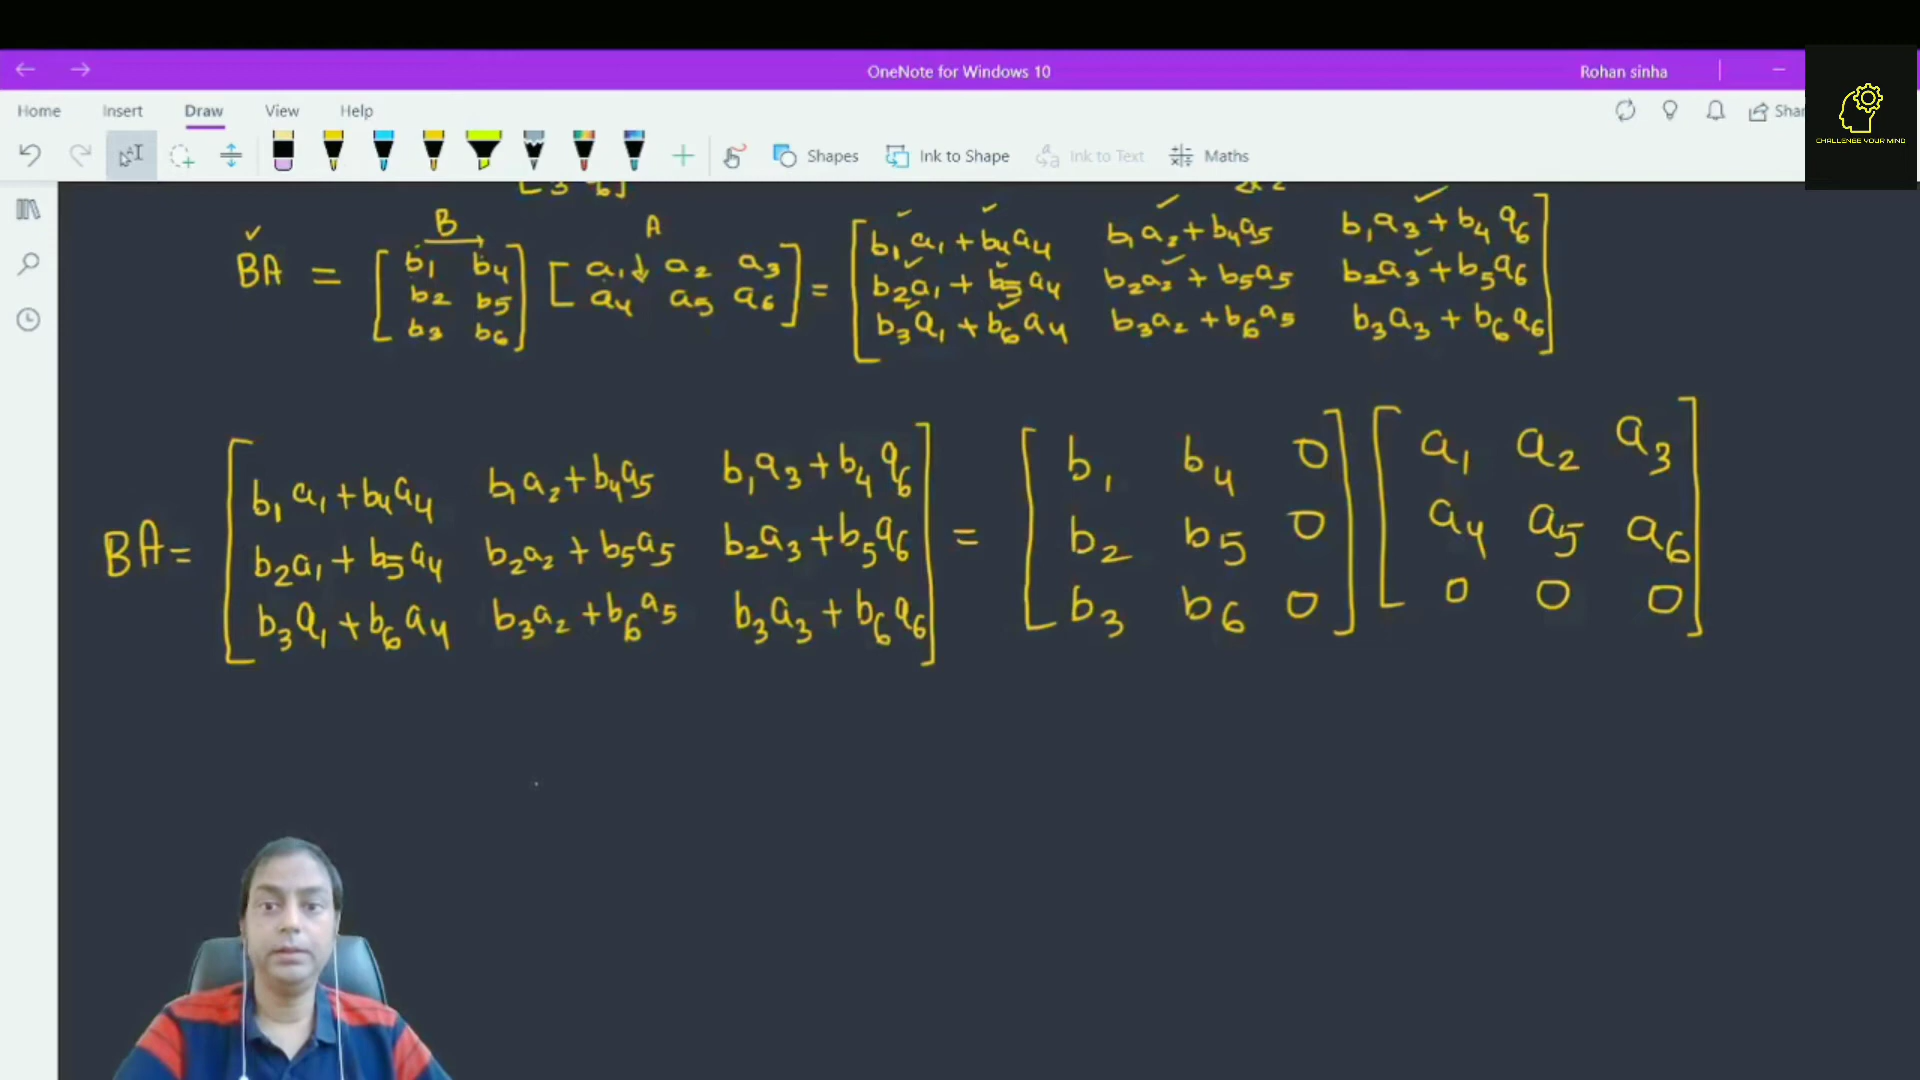 OneNote for Windows 10 Rohan sinha
Home Insert Draw View Help Shar
Shapes Ink to Shape Ink to Text Maths
CHALLENGE YOUR MIND
B A
BA = [b₁ b₄ [a₁ a₂ a₃ = [b₁a₁ + b₄a₄ b₁a₂ + b₄a₅ b₁a₃ + b₄a₆
b₂ b₅ a₄ a₅ a₆] b₂a₁ + b₅a₄ b₂a₂ + b₅a₅ b₂a₃ + b₅a₆
b₃ b₆] b₃a₁ + b₆a₄ b₃a₂ + b₆a₅ b₃a₃ + b₆a₆]
[b₁a₁ + b₄a₄ b₁a₂ + b₄a₅ b₁a₃ + b₄a₆ [b₁ b₄ 0 [a₁ a₂ a₃
BA = b₂a₁ + b₅a₄ b₂a₂ + b₅a₅ b₂a₃ + b₅a₆ = b₂ b₅ 0 a₄ a₅ a₆
b₃a₁ + b₆a₄ b₃a₂ + b₆a₅ b₃a₃ + b₆a₆] b₃ b₆ 0] 0 0 0]